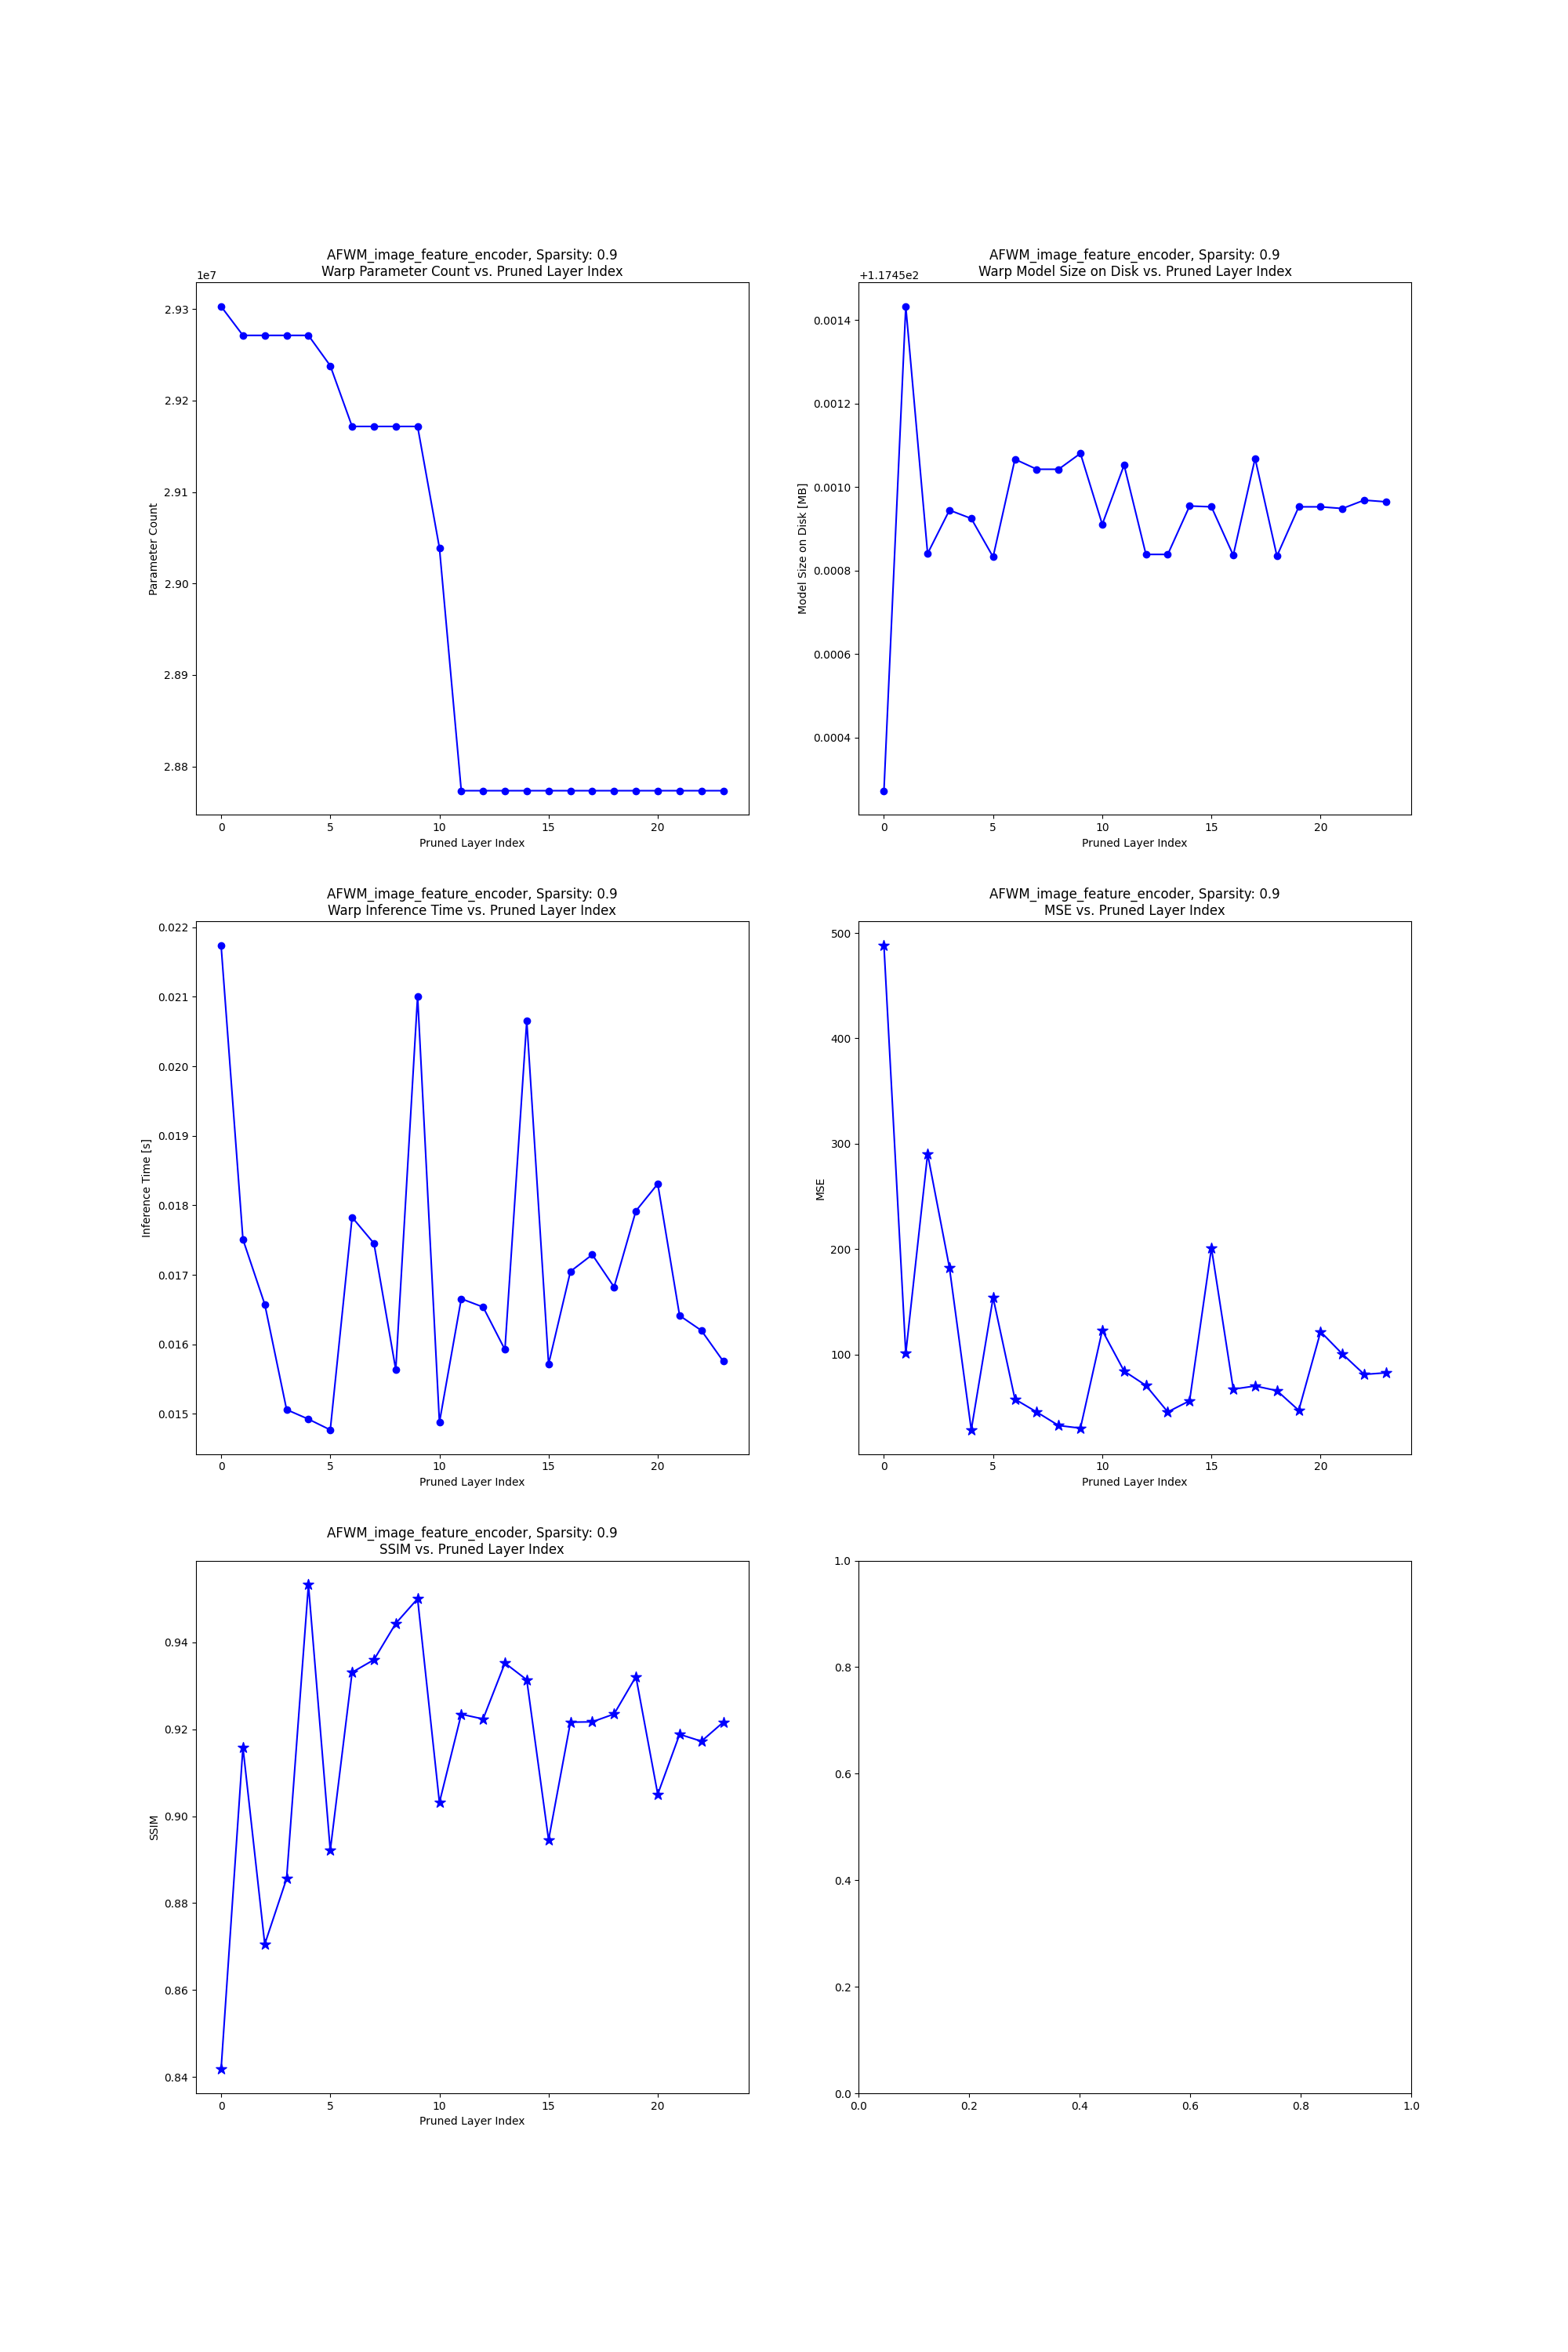 AFWM_image_feature_encoder, Sparsity: 0.9
Warp Parameter Count vs. Pruned Layer Index
1e7
2.93
2.92
2.91
2.90
2.89
2.88
Parameter Count
0 5 10 15 20
Pruned Layer Index
AFWM_image_feature_encoder, Sparsity: 0.9
Warp Model Size on Disk vs. Pruned Layer Index
+1.1745e2
0.0014
0.0012
0.0010
0.0008
0.0006
0.0004
Model Size on Disk [MB]
0 5 10 15 20
Pruned Layer Index
AFWM_image_feature_encoder, Sparsity: 0.9
Warp Inference Time vs. Pruned Layer Index
0.022
0.021
0.020
0.019
0.018
0.017
0.016
0.015
Inference Time [s]
0 5 10 15 20
Pruned Layer Index
AFWM_image_feature_encoder, Sparsity: 0.9
MSE vs. Pruned Layer Index
500
400
300
200
100
MSE
0 5 10 15 20
Pruned Layer Index
AFWM_image_feature_encoder, Sparsity: 0.9
SSIM vs. Pruned Layer Index
0.94
0.92
0.90
0.88
0.86
0.84
SSIM
0 5 10 15 20
Pruned Layer Index
1.0
0.8
0.6
0.4
0.2
0.0
0.0 0.2 0.4 0.6 0.8 1.0